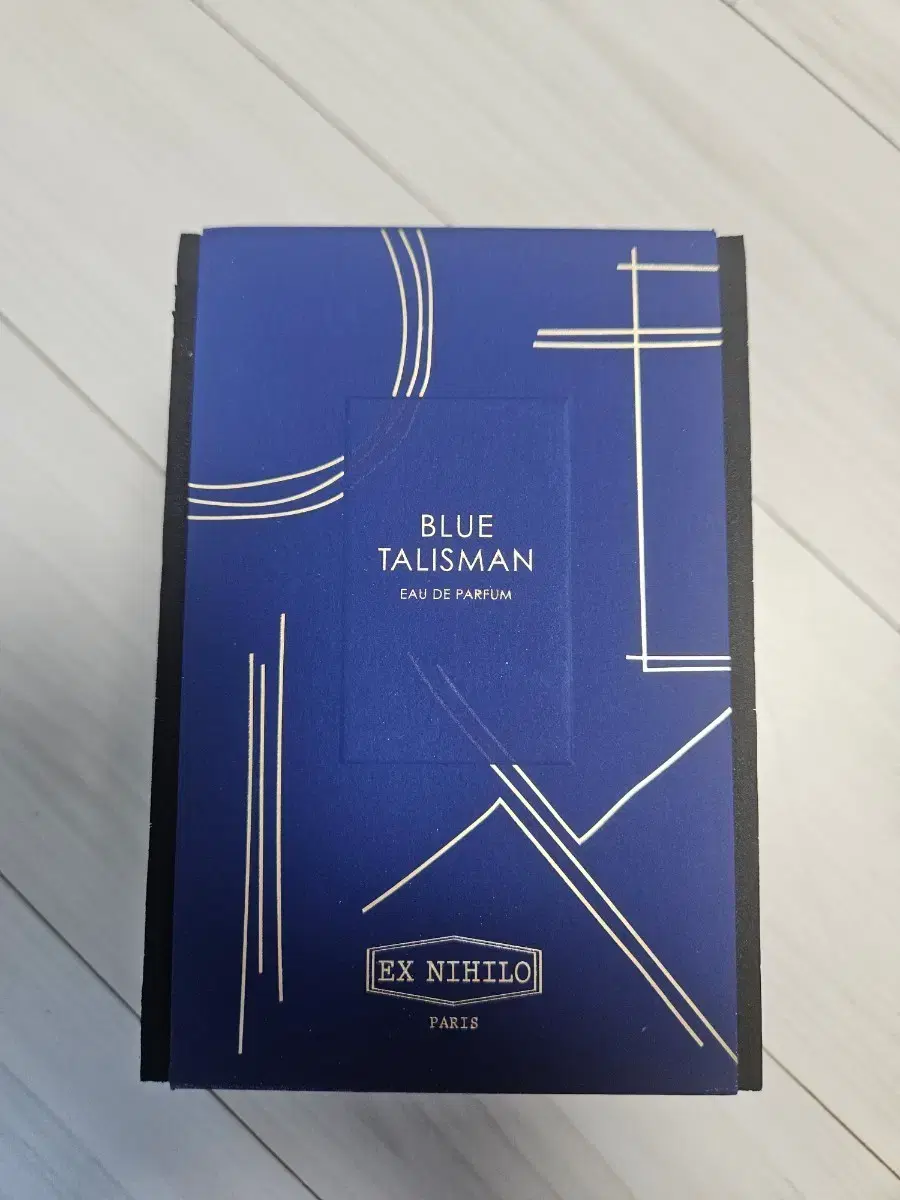 BLUE
TALISMAN
EAU DE PARFUM
EX NIHILO
PARIS